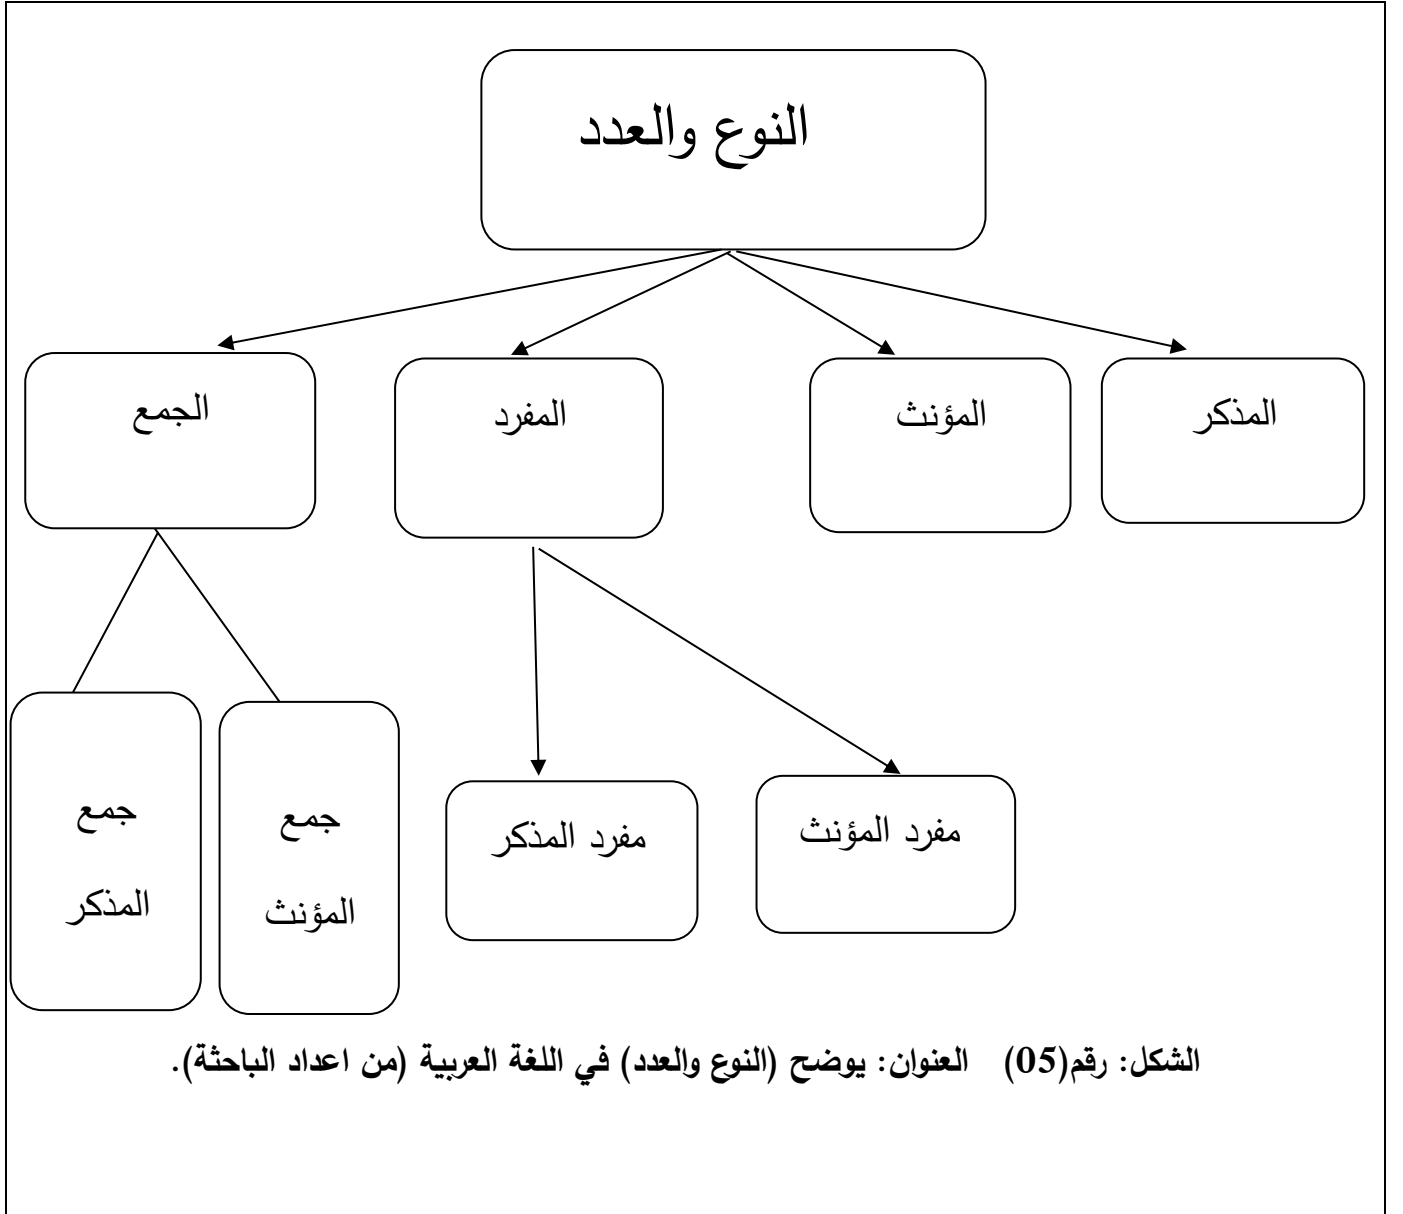 النوع والعدد
المذكر
المؤنث
المفرد
الجمع
مفرد المؤنث
مفرد المذكر
جمع
المؤنث
جمع
المذكر
الشكل: رقم(05) العنوان: يوضح (النوع والعدد) في اللغة العربية (من اعداد الباحثة).